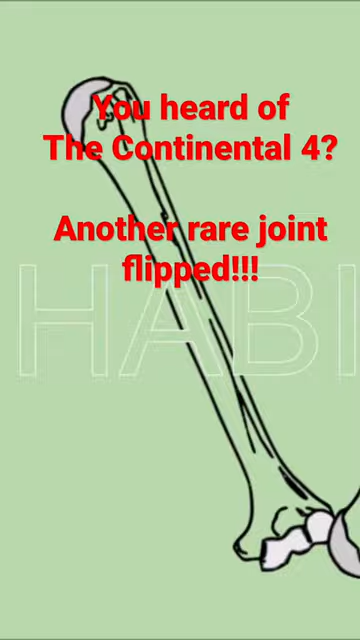 You heard of
The Continental 4?
Another rare joint
flipped!!!
HABI